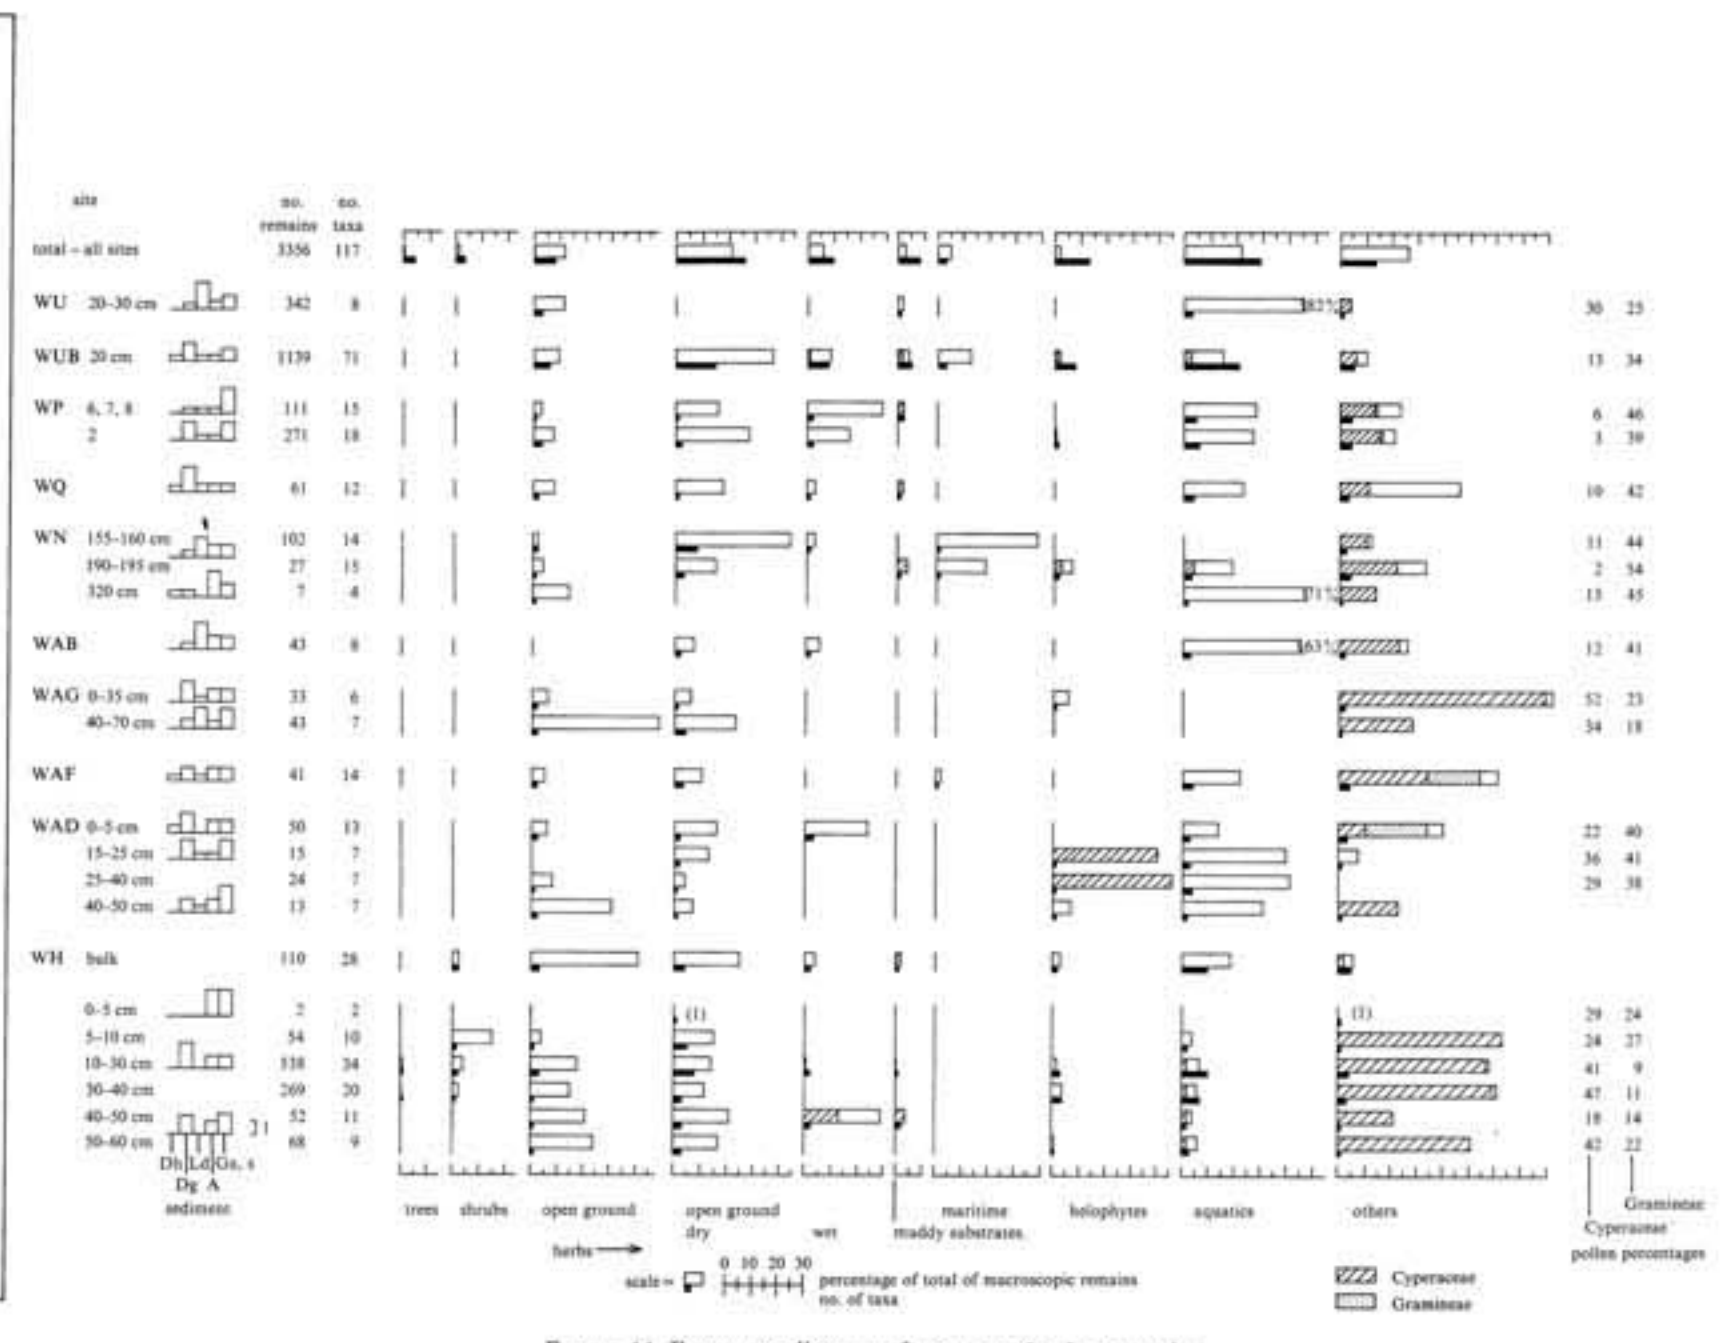 site no. remains no. taxa
total – all sites 3356 117
WU 20–30 cm 342 8 82% 30 25
WUB 20 cm 1139 71 13 34
WP 6, 7, 8 111 15 6 46
2 271 18 3 39
WQ 61 12 10 42
WN 155–160 cm 102 14 11 44
190–195 cm 27 15 2 54
320 cm 7 4 71% 13 45
WAB 43 63% 12 41
WAG 0–35 cm 33 6 52 23
40–70 cm 43 7 34 18
WAF 41 14
WAD 0–5 cm 50 13 22 40
15–25 cm 15 7 36 41
25–40 cm 24 7 29 38
40–50 cm 13 7
WH bulk 110 28
0–5 cm 2 2 (1) (1) 29 24
5–10 cm 54 10 24 27
10–30 cm 538 34 41 9
30–40 cm 269 20 47 11
40–50 cm 52 11 18 14
50–60 cm 68 9 42 22
Dh Ld Ga, s
Dg A
sediment
trees shrubs open ground open ground dry wet muddy substrates maritime helophytes aquatics others
herbs
Gramineae
Cyperaceae
pollen percentages
0 10 20 30
scale = percentage of total of macroscopic remains
no. of taxa
Cyperaceae
Gramineae